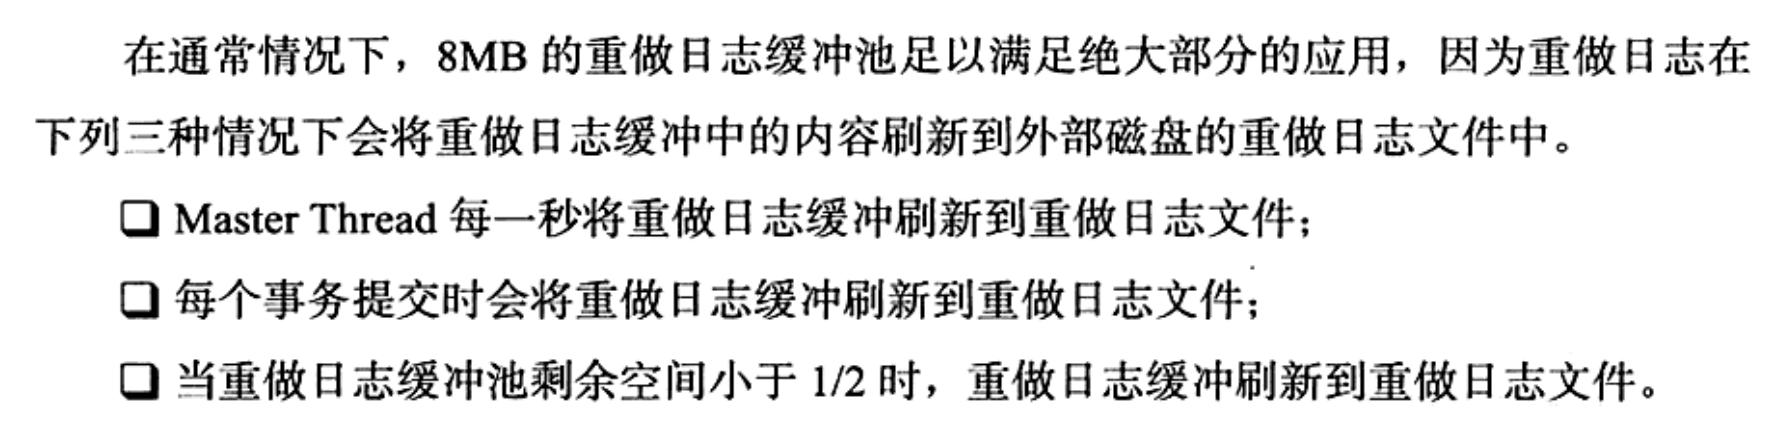 在通常情况下，8MB 的重做日志缓冲池足以满足绝大部分的应用，因为重做日志在
下列三种情况下会将重做日志缓冲中的内容刷新到外部磁盘的重做日志文件中。
❑ Master Thread 每一秒将重做日志缓冲刷新到重做日志文件；
❑ 每个事务提交时会将重做日志缓冲刷新到重做日志文件；
❑ 当重做日志缓冲池剩余空间小于 1/2 时，重做日志缓冲刷新到重做日志文件。